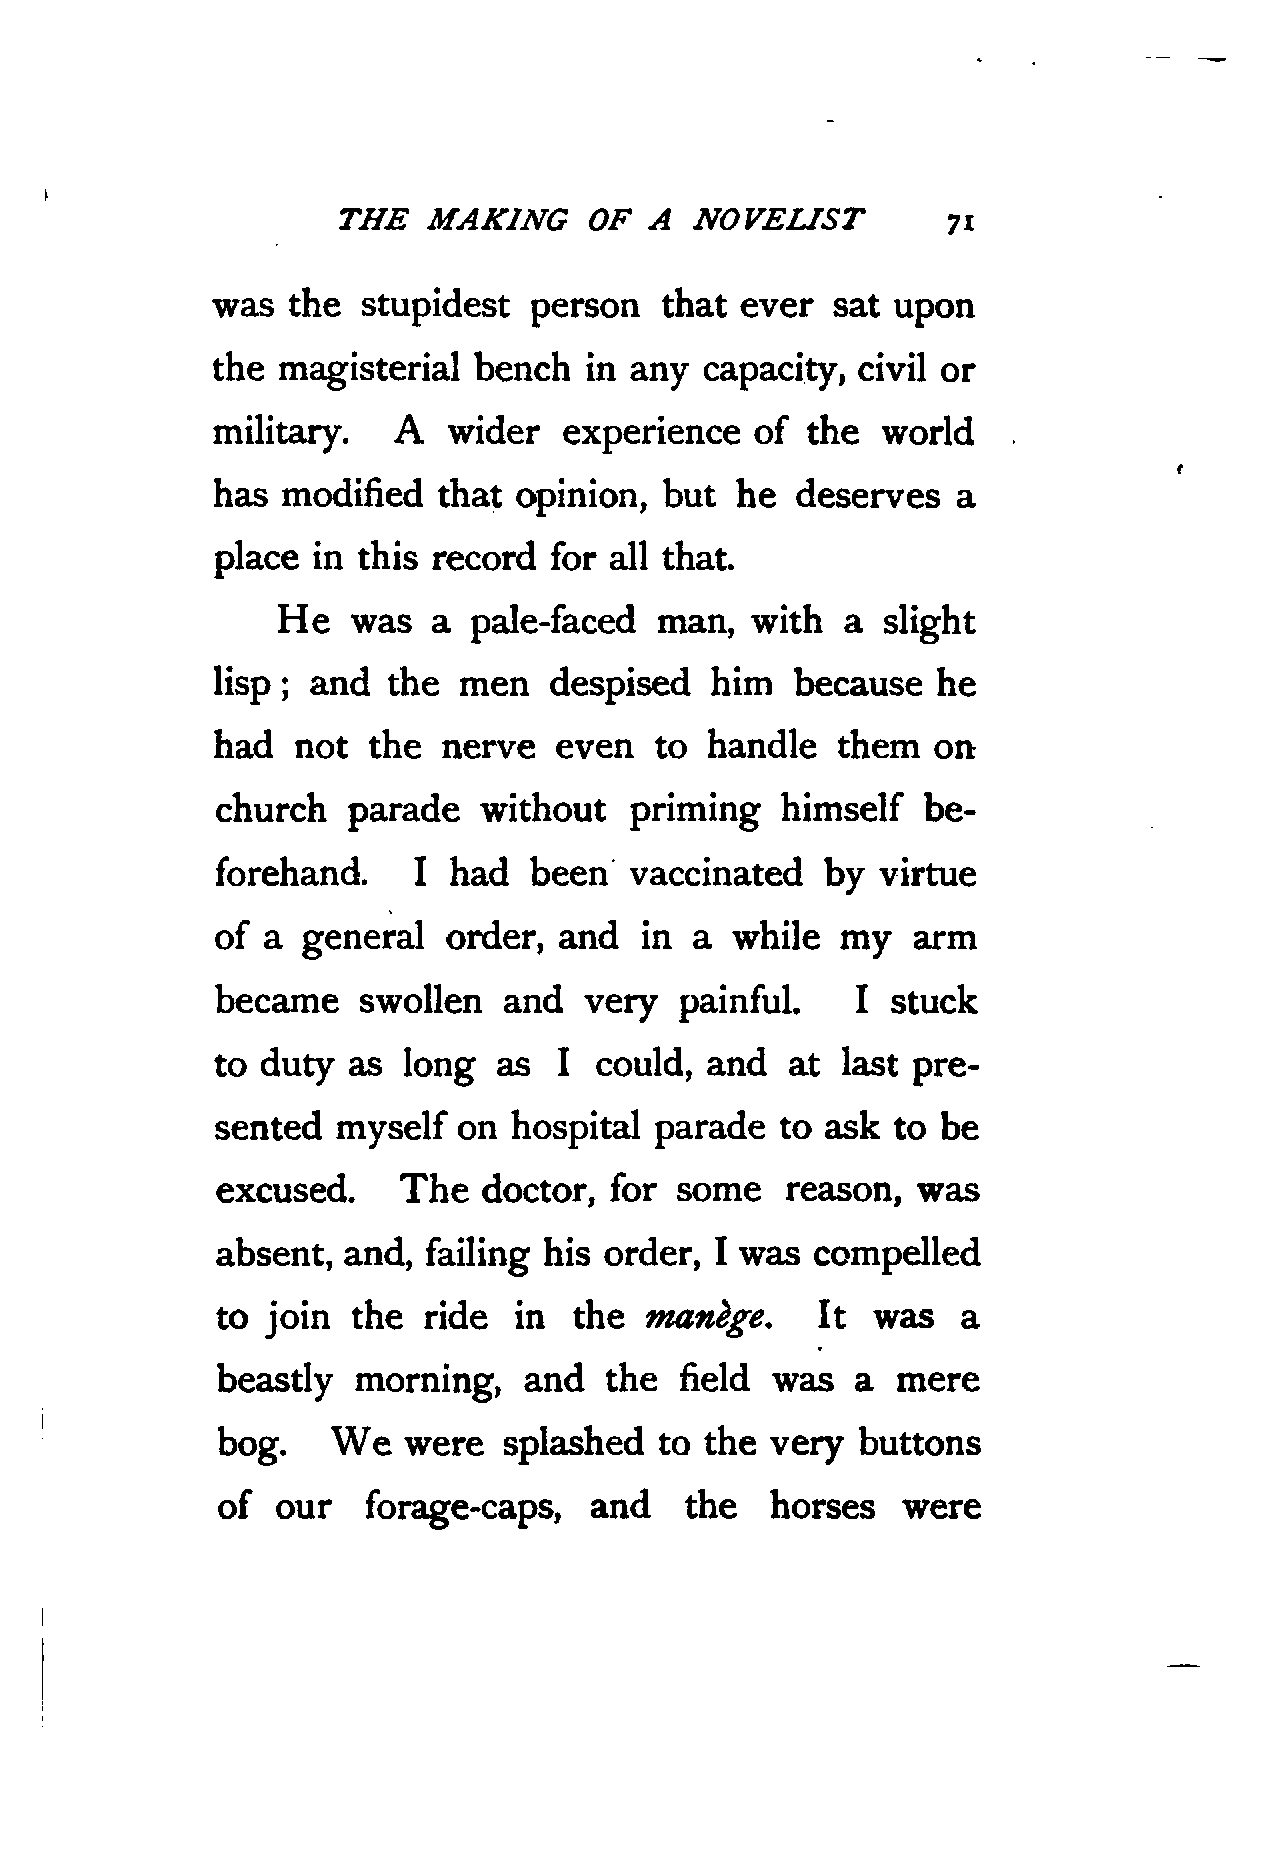 THE MAKING OF A NOVELIST 71
was the stupidest person that ever sat upon
the magisterial bench in any capacity, civil or
military. A wider experience of the world
has modified that opinion, but he deserves a
place in this record for all that.
He was a pale-faced man, with a slight
lisp ; and the men despised him because he
had not the nerve even to handle them on
church parade without priming himself be-
forehand. I had been vaccinated by virtue
of a general order, and in a while my arm
became swollen and very painful. I stuck
to duty as long as I could, and at last pre-
sented myself on hospital parade to ask to be
excused. The doctor, for some reason, was
absent, and, failing his order, I was compelled
to join the ride in the manège. It was a
beastly morning, and the field was a mere
bog. We were splashed to the very buttons
of our forage-caps, and the horses were